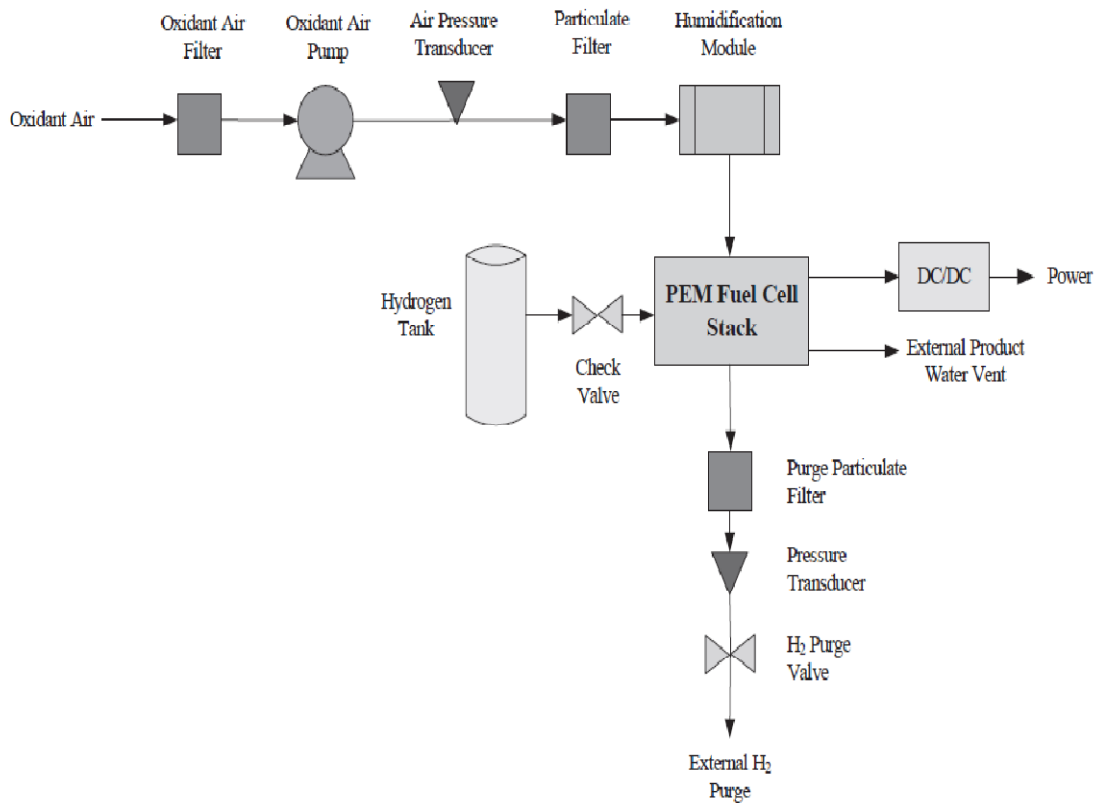 Oxidant Air
Filter
Oxidant Air
Pump
Air Pressure
Transducer
Particulate
Filter
Humidification
Module
Oxidant Air
Hydrogen
Tank
Check
Valve
PEM Fuel Cell
Stack
DC/DC
Power
External Product
Water Vent
Purge Particulate
Filter
Pressure
Transducer
H₂ Purge
Valve
External H₂
Purge